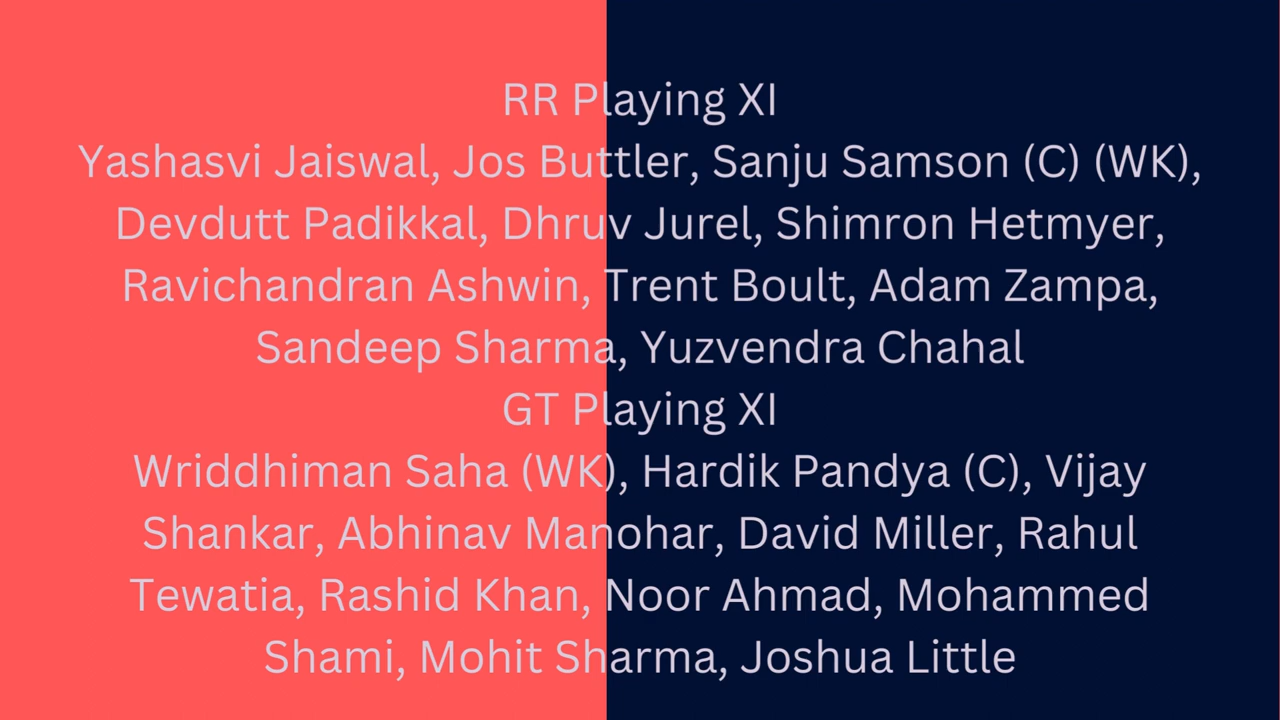 RR Playing XI
Yashasvi Jaiswal, Jos Buttler, Sanju Samson (C) (WK),
Devdutt Padikkal, Dhruv Jurel, Shimron Hetmyer,
Ravichandran Ashwin, Trent Boult, Adam Zampa,
Sandeep Sharma, Yuzvendra Chahal
GT Playing XI
Wriddhiman Saha (WK), Hardik Pandya (C), Vijay
Shankar, Abhinav Manohar, David Miller, Rahul
Tewatia, Rashid Khan, Noor Ahmad, Mohammed
Shami, Mohit Sharma, Joshua Little